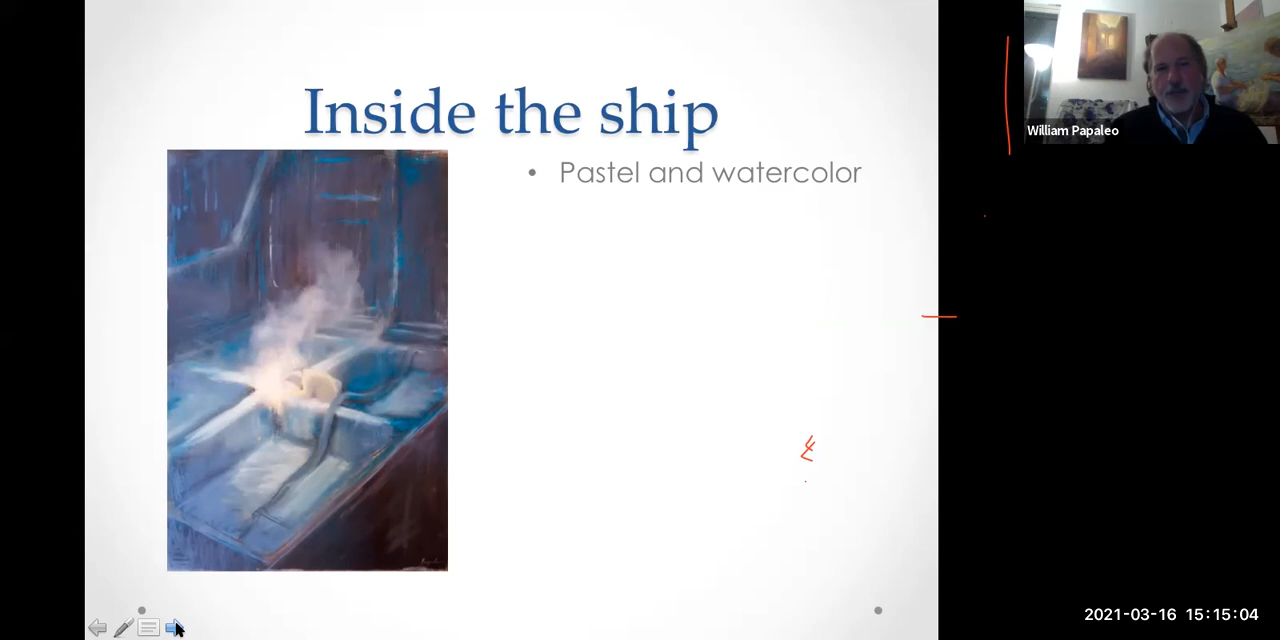 Inside the ship
• Pastel and watercolor
William Papaleo
2021-03-16 15:15:04